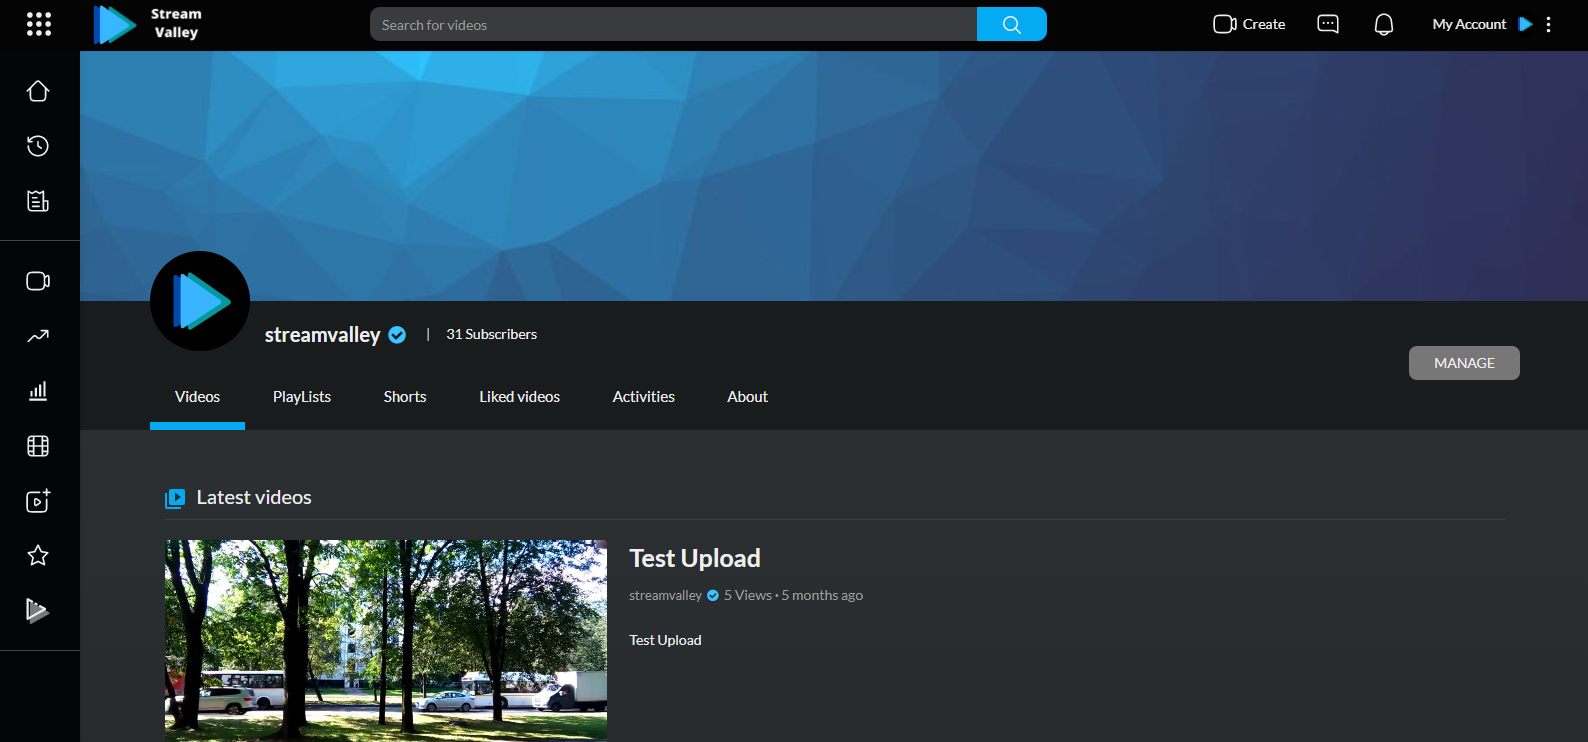 Stream
Valley
Search for videos
Create
My Account
streamvalley
| 31 Subscribers
MANAGE
Videos PlayLists Shorts Liked videos Activities About
Latest videos
Test Upload
streamvalley 5 Views • 5 months ago
Test Upload